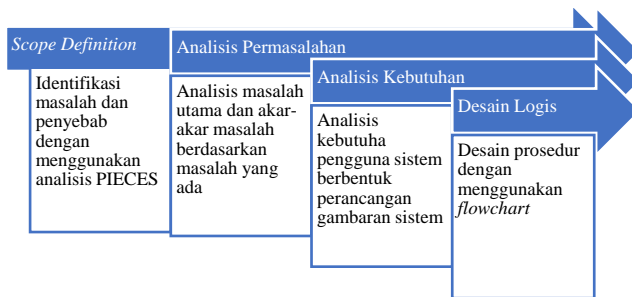 Scope Definition
Identifikasi
masalah dan
penyebab
dengan
menggunakan
analisis PIECES
Analisis Permasalahan
Analisis masalah
utama dan akar-
akar masalah
berdasarkan
masalah yang
ada
Analisis Kebutuhan
Analisis
kebutuha
pengguna sistem
berbentuk
perancangan
gambaran sistem
Desain Logis
Desain prosedur
dengan
menggunakan
flowchart